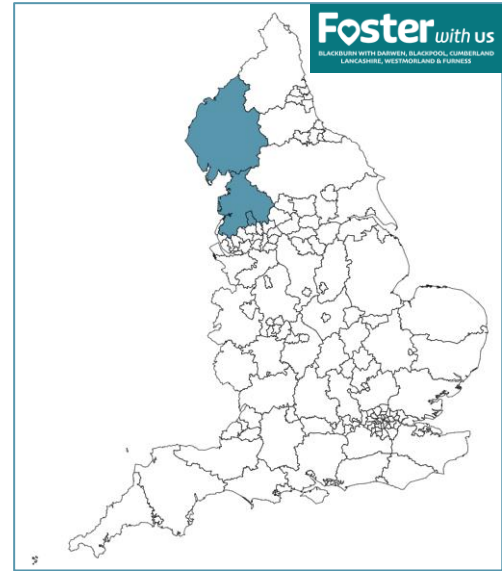 Foster with us
BLACKBURN WITH DARWEN, BLACKPOOL, CUMBERLAND
LANCASHIRE, WESTMORLAND & FURNESS